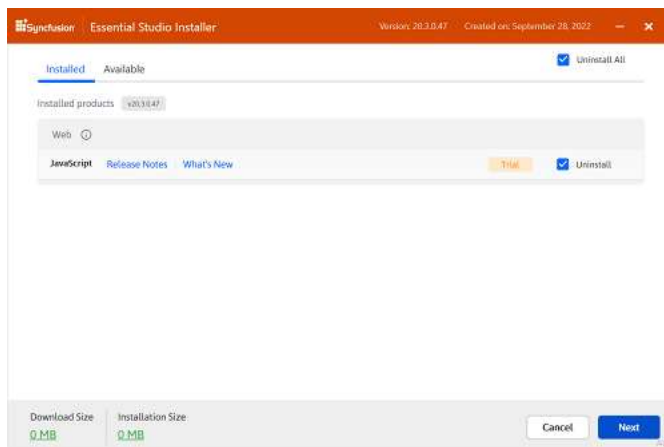 Syncfusion Essential Studio Installer Version: 20.3.0.47 Created on: September 28, 2022
Installed Available Uninstall All
Installed products v20.3.0.47
Web
JavaScript Release Notes What's New Trial Uninstall
Download Size Installation Size
0 MB 0 MB
Cancel Next